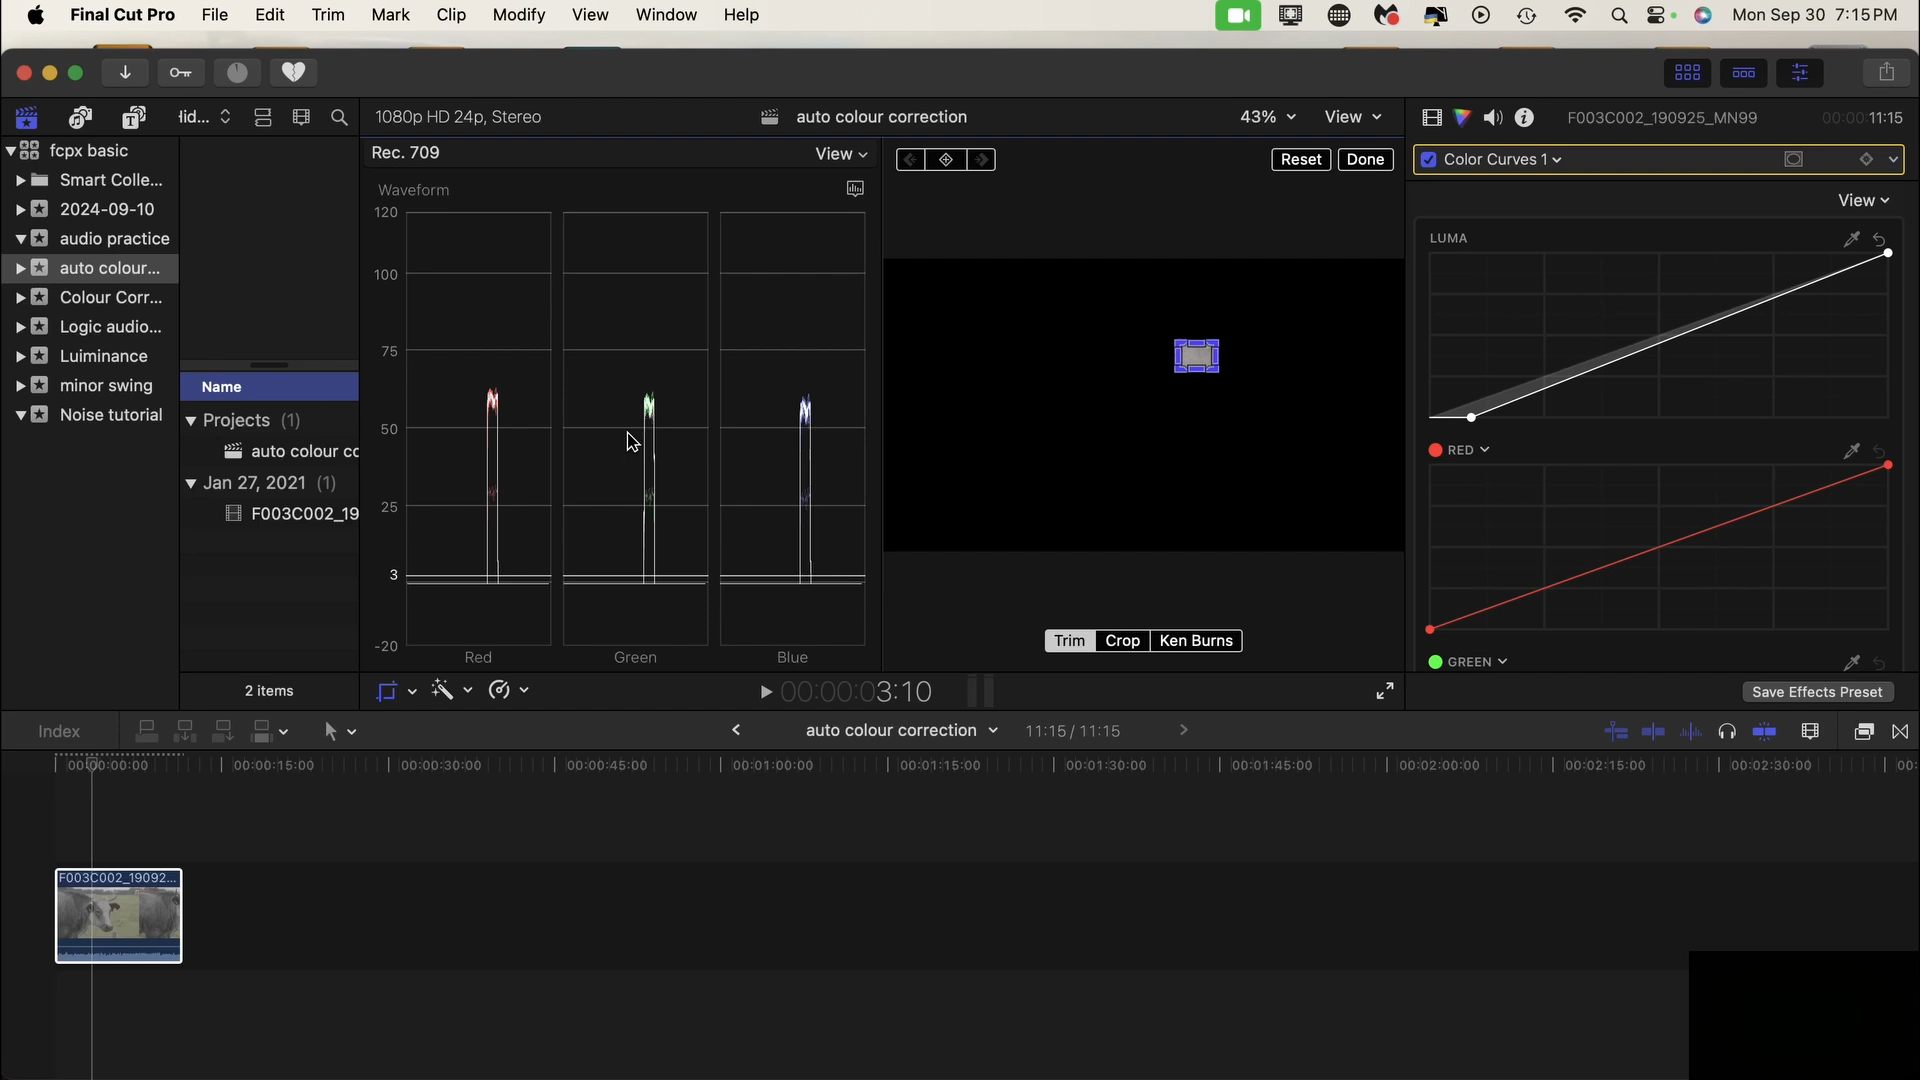 Final Cut Pro File Edit Trim Mark Clip Modify View Window Help
Mon Sep 30 7:15 PM
lid...
1080p HD 24p, Stereo
auto colour correction
43%
View
F003C002_190925_MN99
00:00:11:15
fcpx basic
Smart Colle...
2024-09-10
audio practice
auto colour...
Colour Corr...
Logic audio...
Luiminance
minor swing
Noise tutorial
Name
Projects (1)
auto colour cc
Jan 27, 2021 (1)
F003C002_19
2 items
Rec. 709
View
Waveform
120
100
75
50
25
3
-20
Red
Green
Blue
Reset
Done
Trim
Crop
Ken Burns
00:00:03:10
Color Curves 1
View
LUMA
RED
GREEN
Save Effects Preset
Index
auto colour correction
11:15 / 11:15
00:00:00:00
00:00:15:00
00:00:30:00
00:00:45:00
00:01:00:00
00:01:15:00
00:01:30:00
00:01:45:00
00:02:00:00
00:02:15:00
00:02:30:00
00:
F003C002_19092...